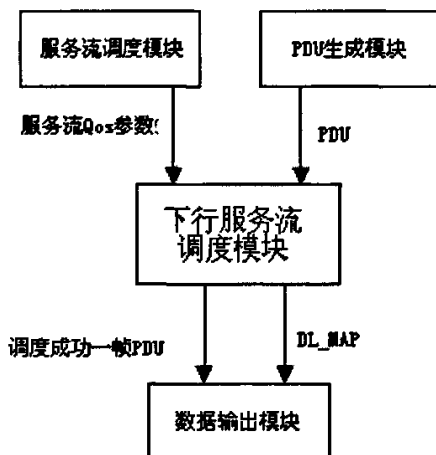 服务流调度模块
PDU生成模块
服务流Qos参数
PDU
下行服务流
调度模块
调度成功一帧PDU
DL_MAP
数据输出模块